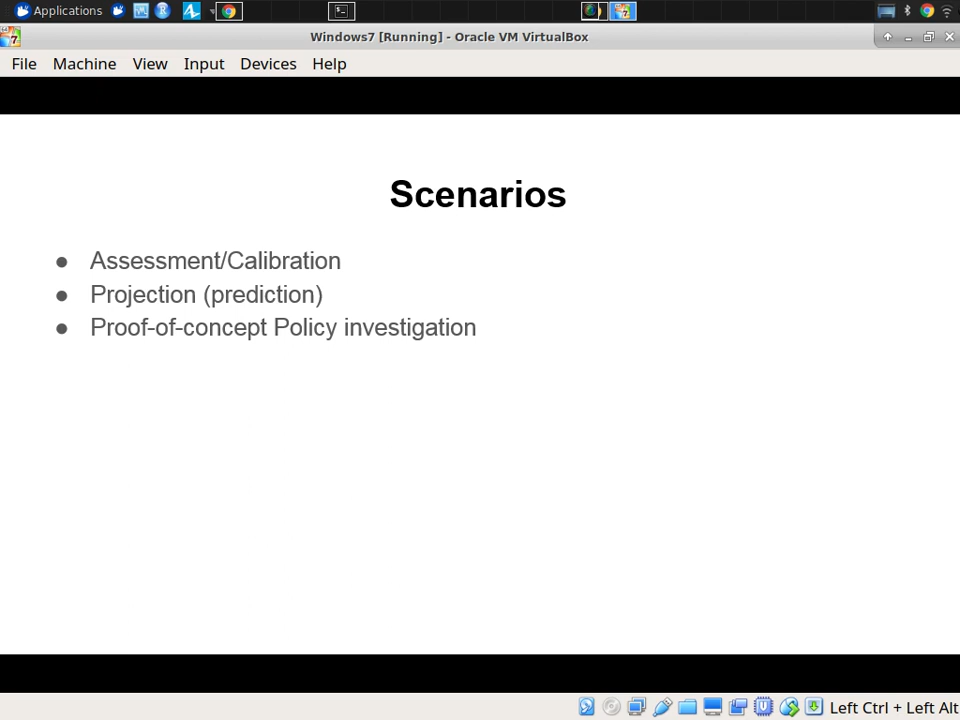 Applications
Windows7 [Running] - Oracle VM VirtualBox
File Machine View Input Devices Help
Scenarios
● Assessment/Calibration
● Projection (prediction)
● Proof-of-concept Policy investigation
Left Ctrl + Left Alt